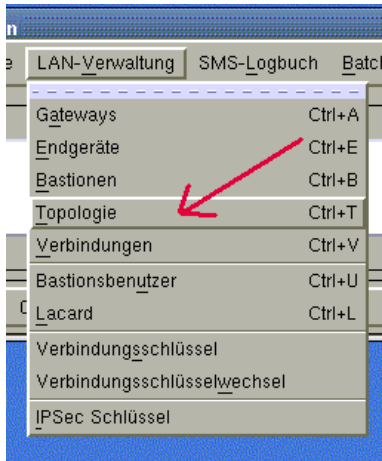 LAN-Verwaltung SMS-Logbuch
Gateways Ctrl+A
Endgeräte Ctrl+E
Bastionen Ctrl+B
Topologie Ctrl+T
Verbindungen Ctrl+V
Bastionsbenutzer Ctrl+U
Lacard Ctrl+L
Verbindungsschlüssel
Verbindungsschlüsselwechsel
IPSec Schlüssel